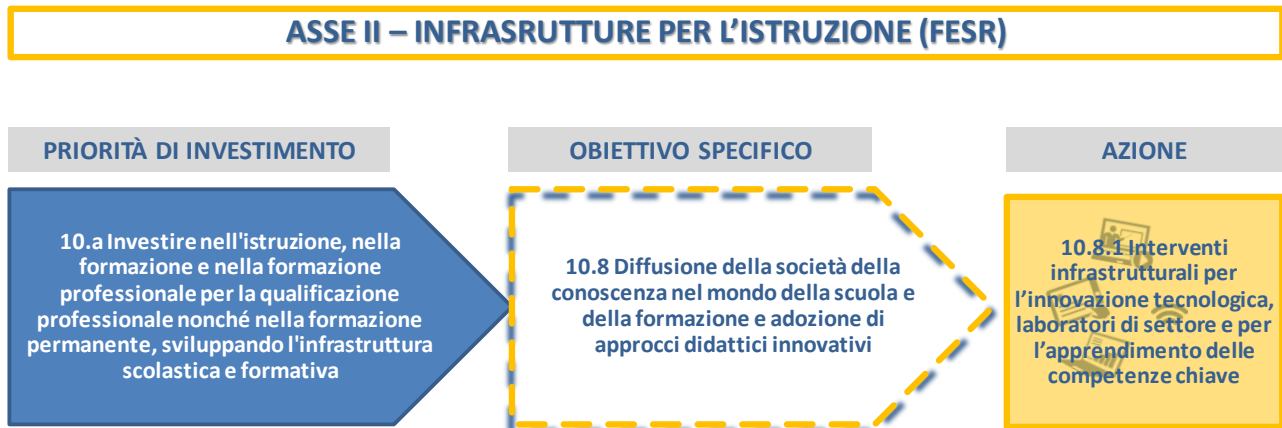 ASSE II – INFRASRUTTURE PER L’ISTRUZIONE (FESR)
PRIORITÀ DI INVESTIMENTO
10.a Investire nell'istruzione, nella
formazione e nella formazione
professionale per la qualificazione
professionale nonché nella formazione
permanente, sviluppando l'infrastruttura
scolastica e formativa
OBIETTIVO SPECIFICO
10.8 Diffusione della società della
conoscenza nel mondo della scuola e
della formazione e adozione di
approcci didattici innovativi
AZIONE
10.8.1 Interventi
infrastrutturali per
l’innovazione tecnologica,
laboratori di settore e per
l’apprendimento delle
competenze chiave